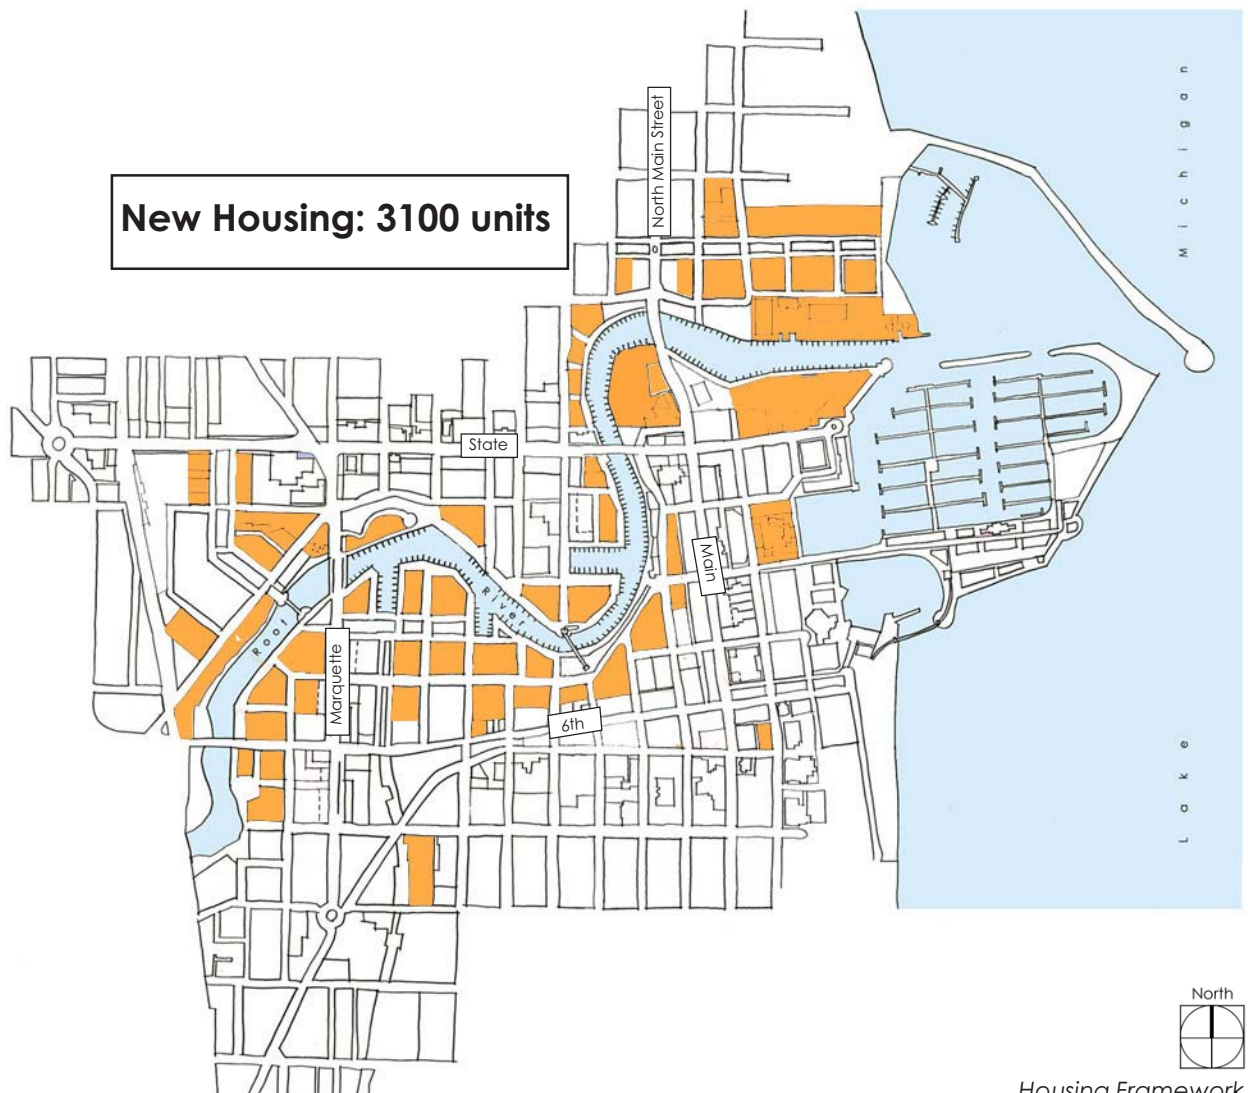 New Housing: 3100 units
North Main Street
Michigan
State
Main
River
Root
Marquette
6th
Lake
North
Housing Framework